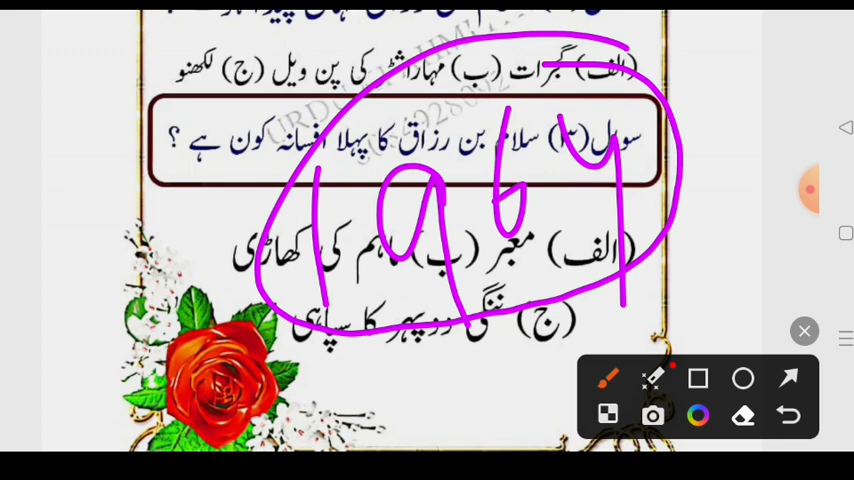 (الف) گجرات (ب) مہاراشٹر کی پن ویل (ج) لکھنو
سوال (۳) سلام بن رزاق کا پہلا افسانہ کون ہے ؟
(الف) معبر (ب) ماہم کی کھاڑی
(ج) ننگی دوپہر کا سپاہی
1964